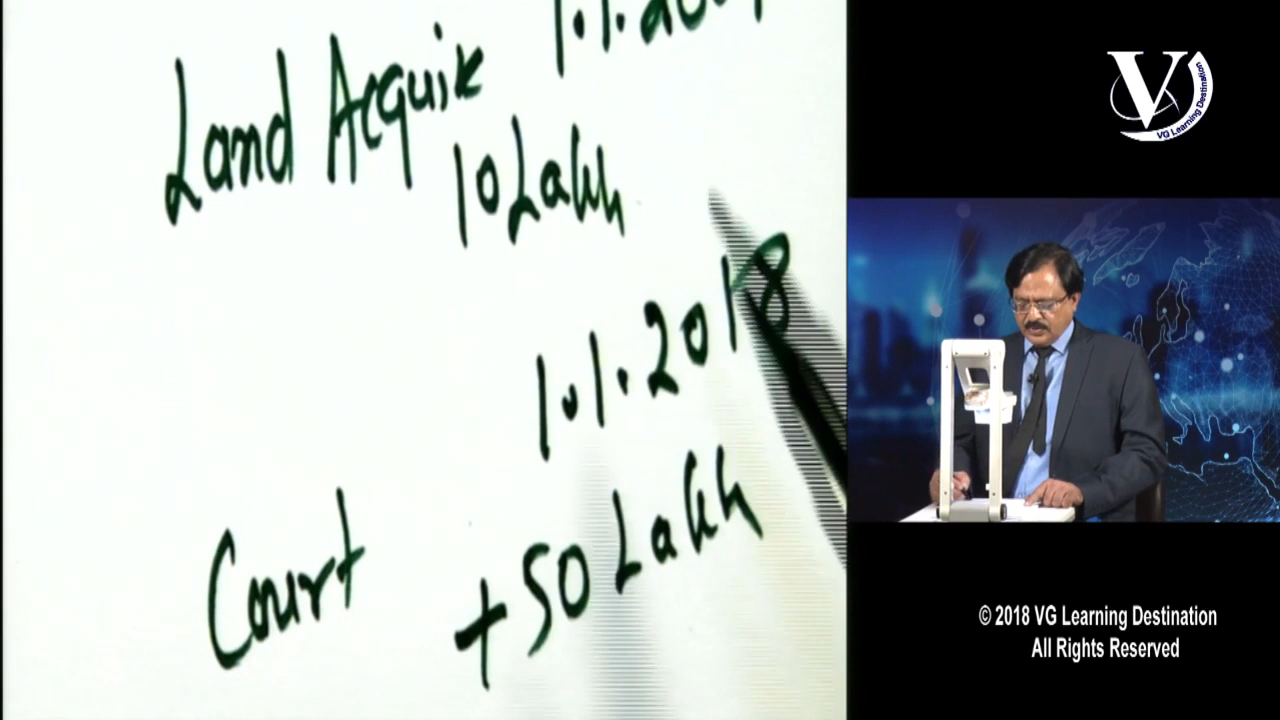 Land Acquis
10 Lakh
1.1.2018
Court +50 Lakh
V
VG Learning Destination
© 2018 VG Learning Destination
All Rights Reserved